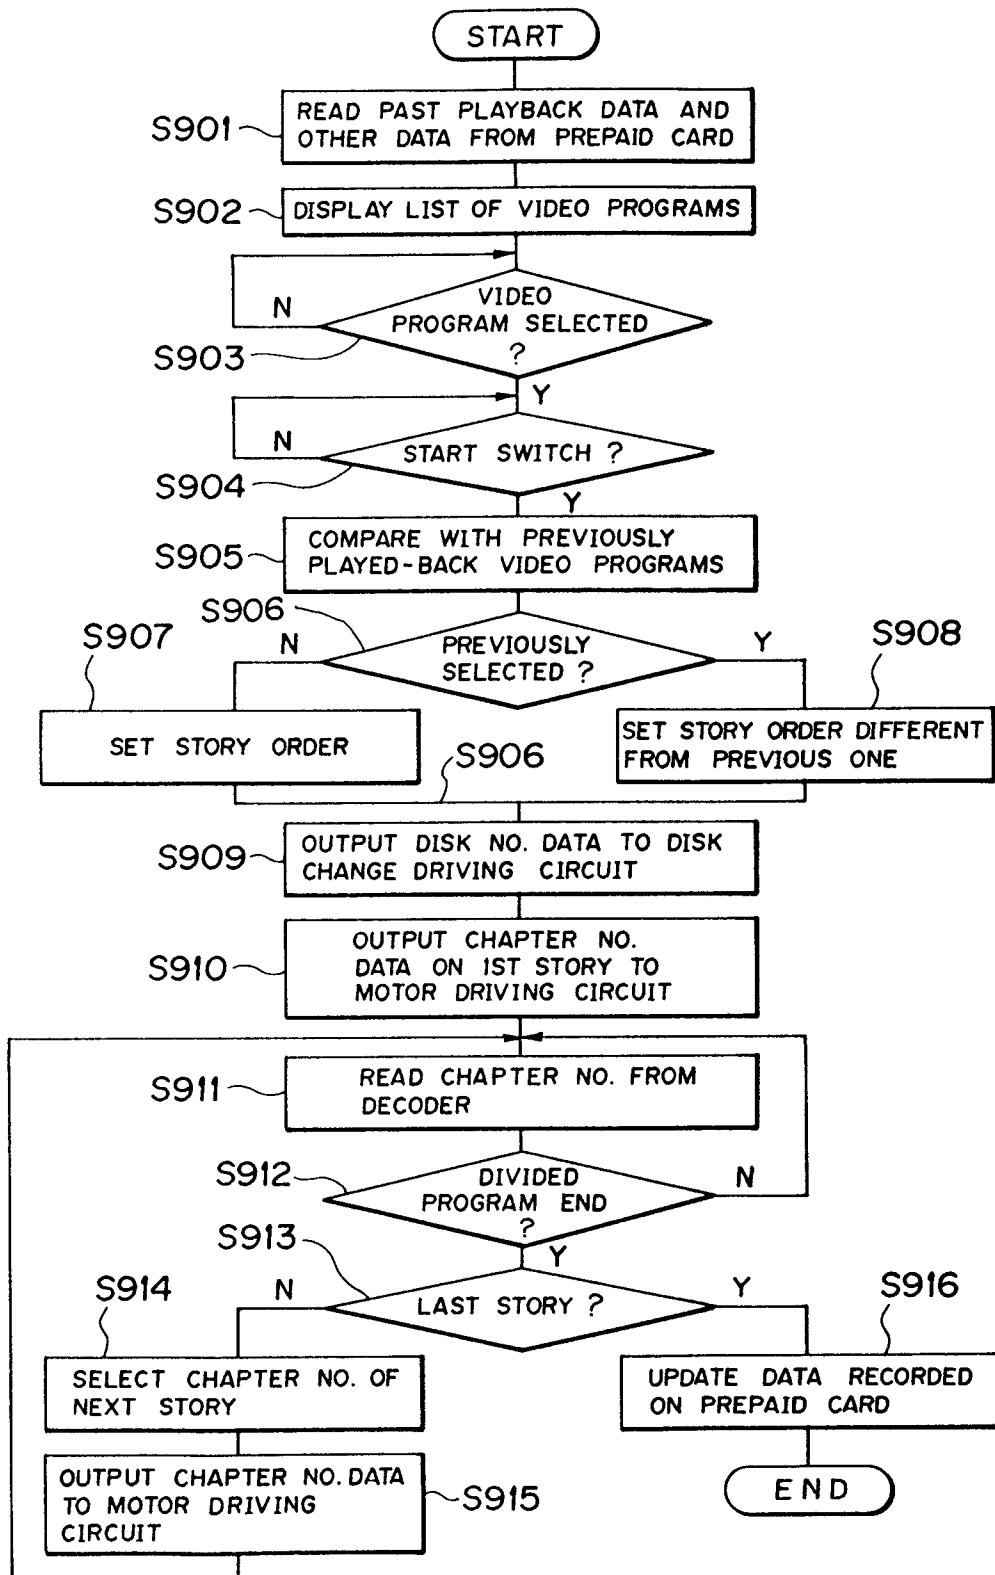 START
S901
READ PAST PLAYBACK DATA AND
OTHER DATA FROM PREPAID CARD
S902
DISPLAY LIST OF VIDEO PROGRAMS
N
VIDEO
PROGRAM SELECTED
?
S903
Y
N
START SWITCH ?
S904
Y
S905
COMPARE WITH PREVIOUSLY
PLAYED-BACK VIDEO PROGRAMS
S906
S907
N
PREVIOUSLY
SELECTED ?
Y
S908
SET STORY ORDER
SET STORY ORDER DIFFERENT
FROM PREVIOUS ONE
S906
S909
OUTPUT DISK NO. DATA TO DISK
CHANGE DRIVING CIRCUIT
S910
OUTPUT CHAPTER NO.
DATA ON 1ST STORY TO
MOTOR DRIVING CIRCUIT
S911
READ CHAPTER NO. FROM
DECODER
S912
DIVIDED
PROGRAM END
?
N
S913
Y
S914
N
LAST STORY ?
Y
S916
SELECT CHAPTER NO. OF
NEXT STORY
UPDATE DATA RECORDED
ON PREPAID CARD
OUTPUT CHAPTER NO. DATA
TO MOTOR DRIVING
CIRCUIT
S915
END